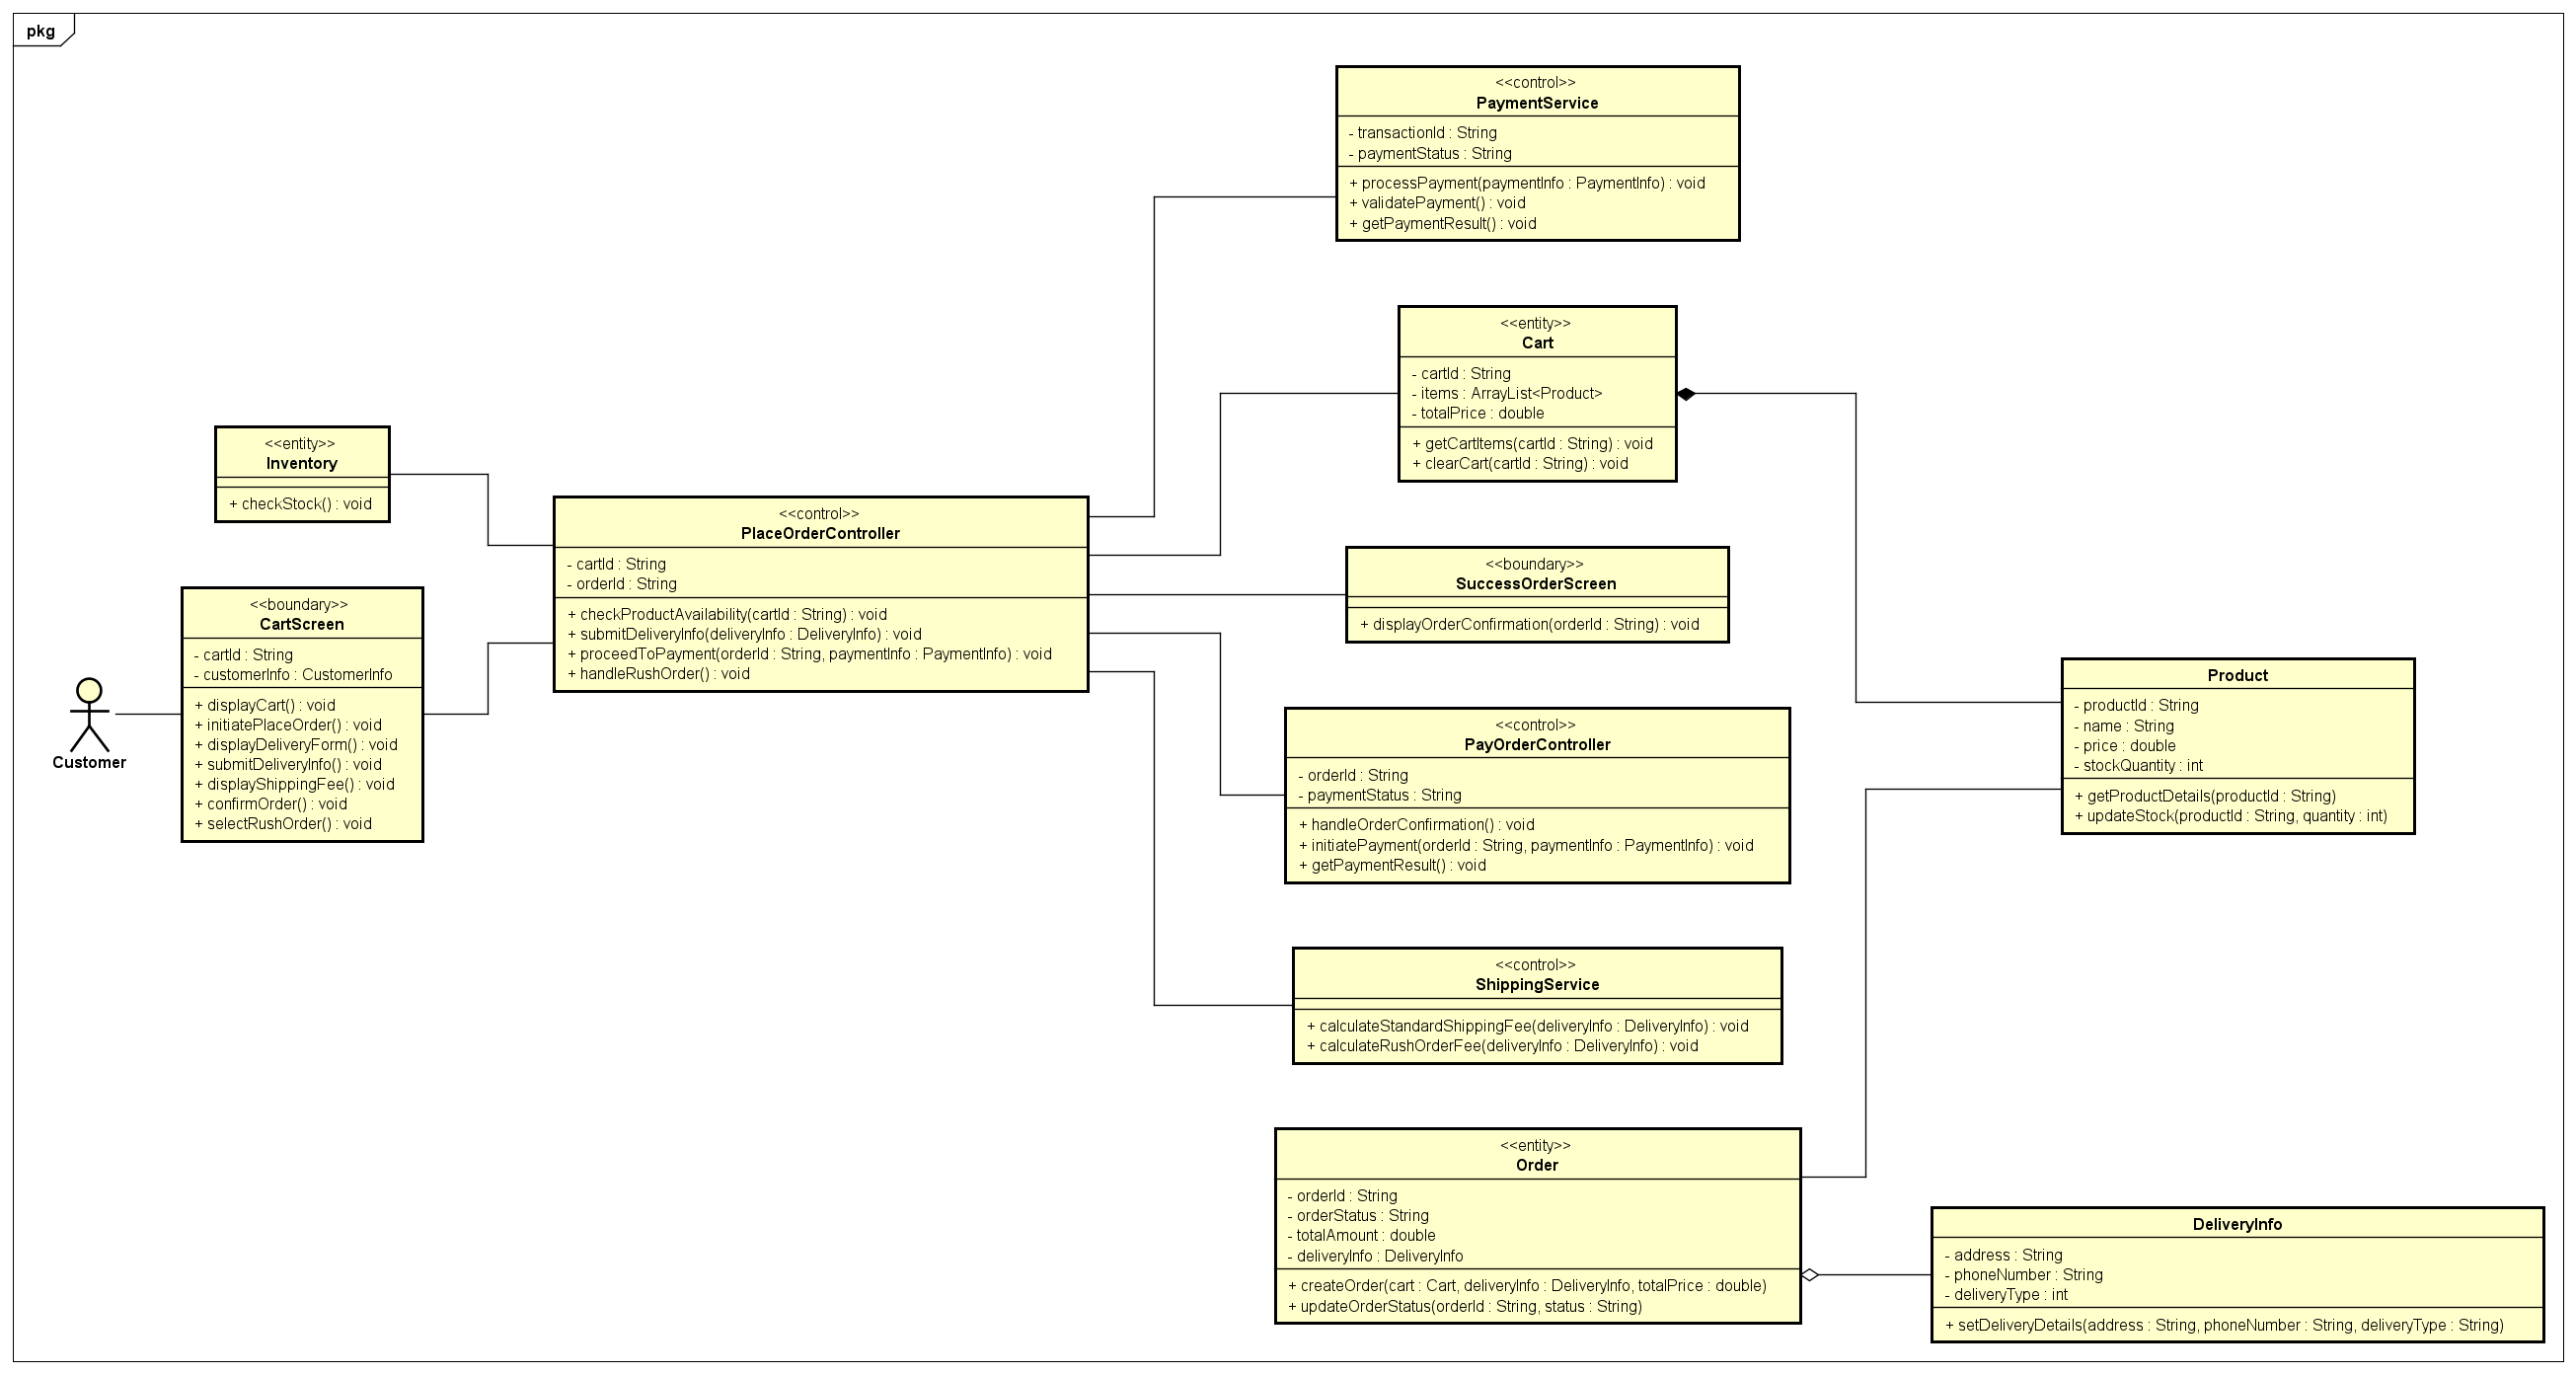 pkg
<<control>>
PaymentService
- transactionId : String
- paymentStatus : String
+ processPayment(paymentInfo : PaymentInfo) : void
+ validatePayment() : void
+ getPaymentResult() : void
<<entity>>
Cart
- cartId : String
- items : ArrayList<Product>
- totalPrice : double
+ getCartItems(cartId : String) : void
+ clearCart(cartId : String) : void
<<entity>>
Inventory
+ checkStock() : void
<<control>>
PlaceOrderController
- cartId : String
- orderId : String
+ checkProductAvailability(cartId : String) : void
+ submitDeliveryInfo(deliveryInfo : DeliveryInfo) : void
+ proceedToPayment(orderId : String, paymentInfo : PaymentInfo) : void
+ handleRushOrder() : void
<<boundary>>
SuccessOrderScreen
+ displayOrderConfirmation(orderId : String) : void
<<boundary>>
CartScreen
- cartId : String
- customerInfo : CustomerInfo
+ displayCart() : void
+ initiatePlaceOrder() : void
+ displayDeliveryForm() : void
+ submitDeliveryInfo() : void
+ displayShippingFee() : void
+ confirmOrder() : void
+ selectRushOrder() : void
Customer
Product
- productId : String
- name : String
- price : double
- stockQuantity : int
+ getProductDetails(productId : String)
+ updateStock(productId : String, quantity : int)
<<control>>
PayOrderController
- orderId : String
- paymentStatus : String
+ handleOrderConfirmation() : void
+ initiatePayment(orderId : String, paymentInfo : PaymentInfo) : void
+ getPaymentResult() : void
<<control>>
ShippingService
+ calculateStandardShippingFee(deliveryInfo : DeliveryInfo) : void
+ calculateRushOrderFee(deliveryInfo : DeliveryInfo) : void
<<entity>>
Order
- orderId : String
- orderStatus : String
- totalAmount : double
- deliveryInfo : DeliveryInfo
+ createOrder(cart : Cart, deliveryInfo : DeliveryInfo, totalPrice : double)
+ updateOrderStatus(orderId : String, status : String)
DeliveryInfo
- address : String
- phoneNumber : String
- deliveryType : int
+ setDeliveryDetails(address : String, phoneNumber : String, deliveryType : String)